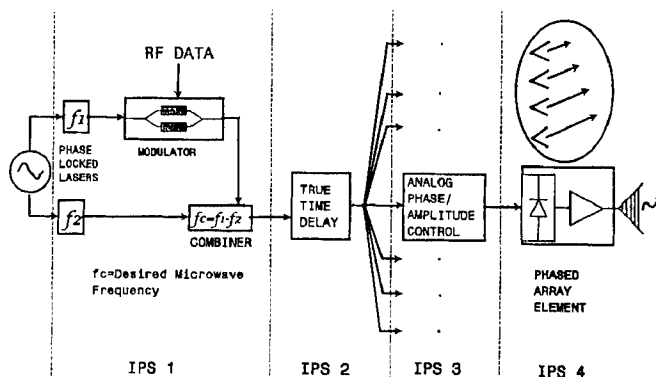 RF DATA
f1
PHASE
LOCKED
LASERS
MODULATOR
f2
fc=f1-f2
COMBINER
fc=Desired Microwave
Frequency
TRUE
TIME
DELAY
ANALOG
PHASE/
AMPLITUDE
CONTROL
PHASED
ARRAY
ELEMENT
IPS 1
IPS 2
IPS 3
IPS 4